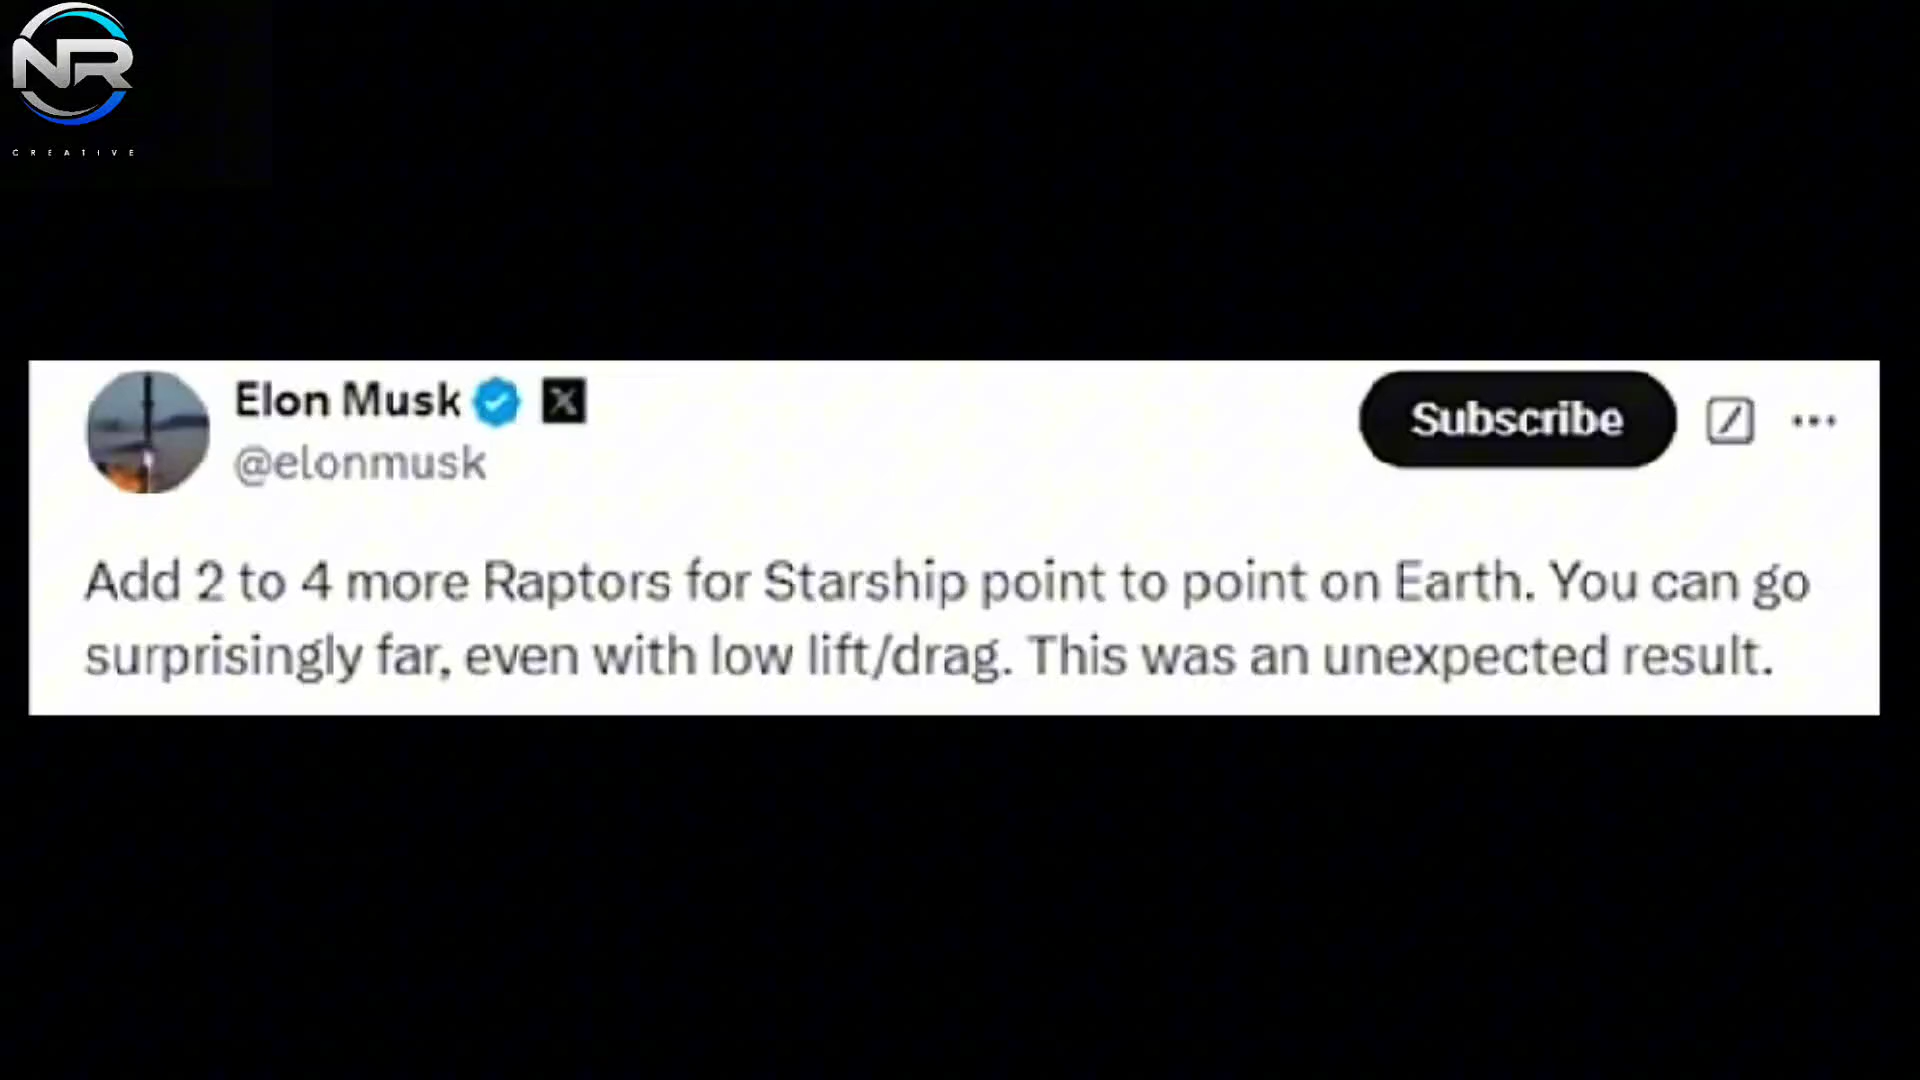 NR
CREATIVE
Elon Musk
@elonmusk
Subscribe
Add 2 to 4 more Raptors for Starship point to point on Earth. You can go
surprisingly far, even with low lift/drag. This was an unexpected result.